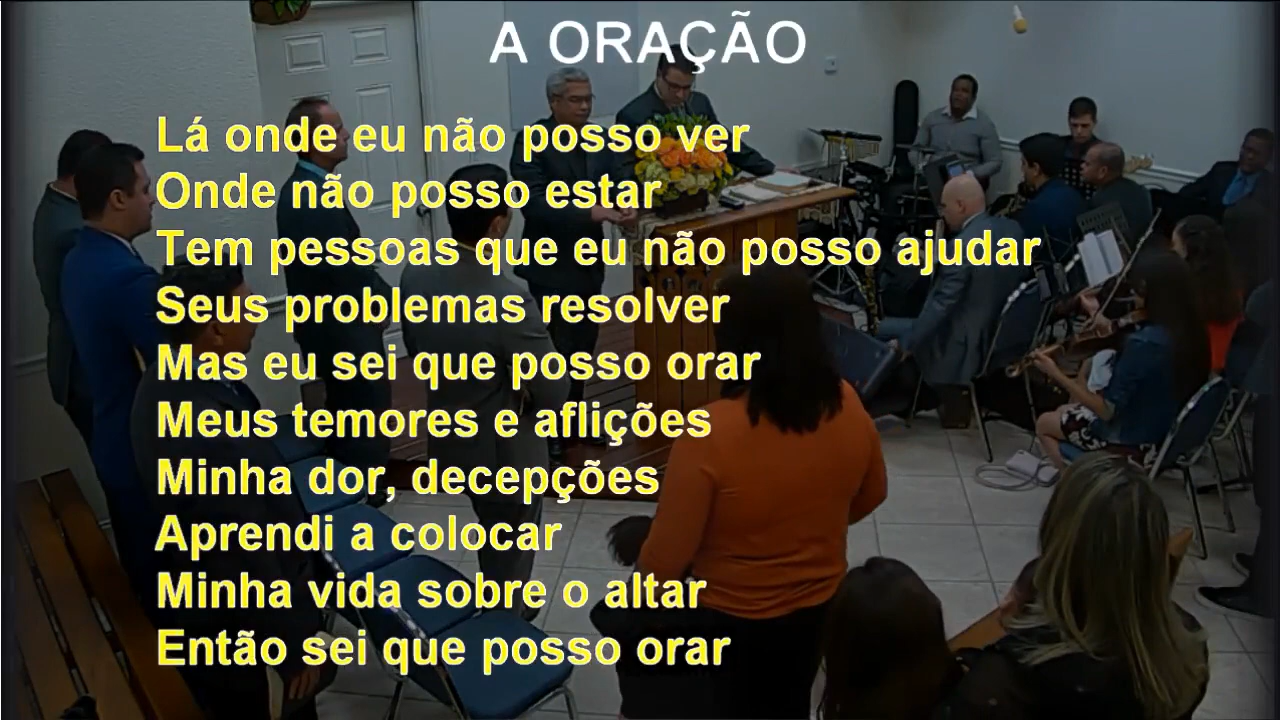 A ORAÇÃO
Lá onde eu não posso ver
Onde não posso estar
Tem pessoas que eu não posso ajudar
Seus problemas resolver
Mas eu sei que posso orar
Meus temores e aflições
Minha dor, decepções
Aprendi a colocar
Minha vida sobre o altar
Então sei que posso orar